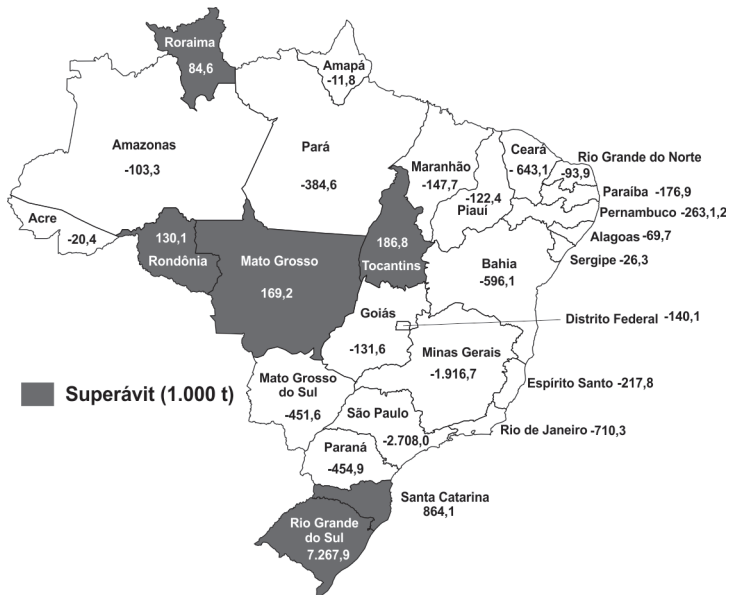 Roraima
84,6
Amapá
-11,8
Amazonas
-103,3
Pará
-384,6
Maranhão
-147,7
-122,4
Piauí
Ceará
- 643,1
Rio Grande do Norte
-93,9
Paraíba -176,9
Pernambuco -263,1,2
Alagoas -69,7
Sergipe -26,3
Acre
-20,4
130,1
Rondônia
Mato Grosso
169,2
186,8
Tocantins
Bahia
-596,1
Goiás
-131,6
Distrito Federal -140,1
Minas Gerais
-1.916,7
Espírito Santo -217,8
Mato Grosso
do Sul
-451,6
Superávit (1.000 t)
São Paulo
-2.708,0
Rio de Janeiro -710,3
Paraná
-454,9
Santa Catarina
864,1
Rio Grande
do Sul
7.267,9